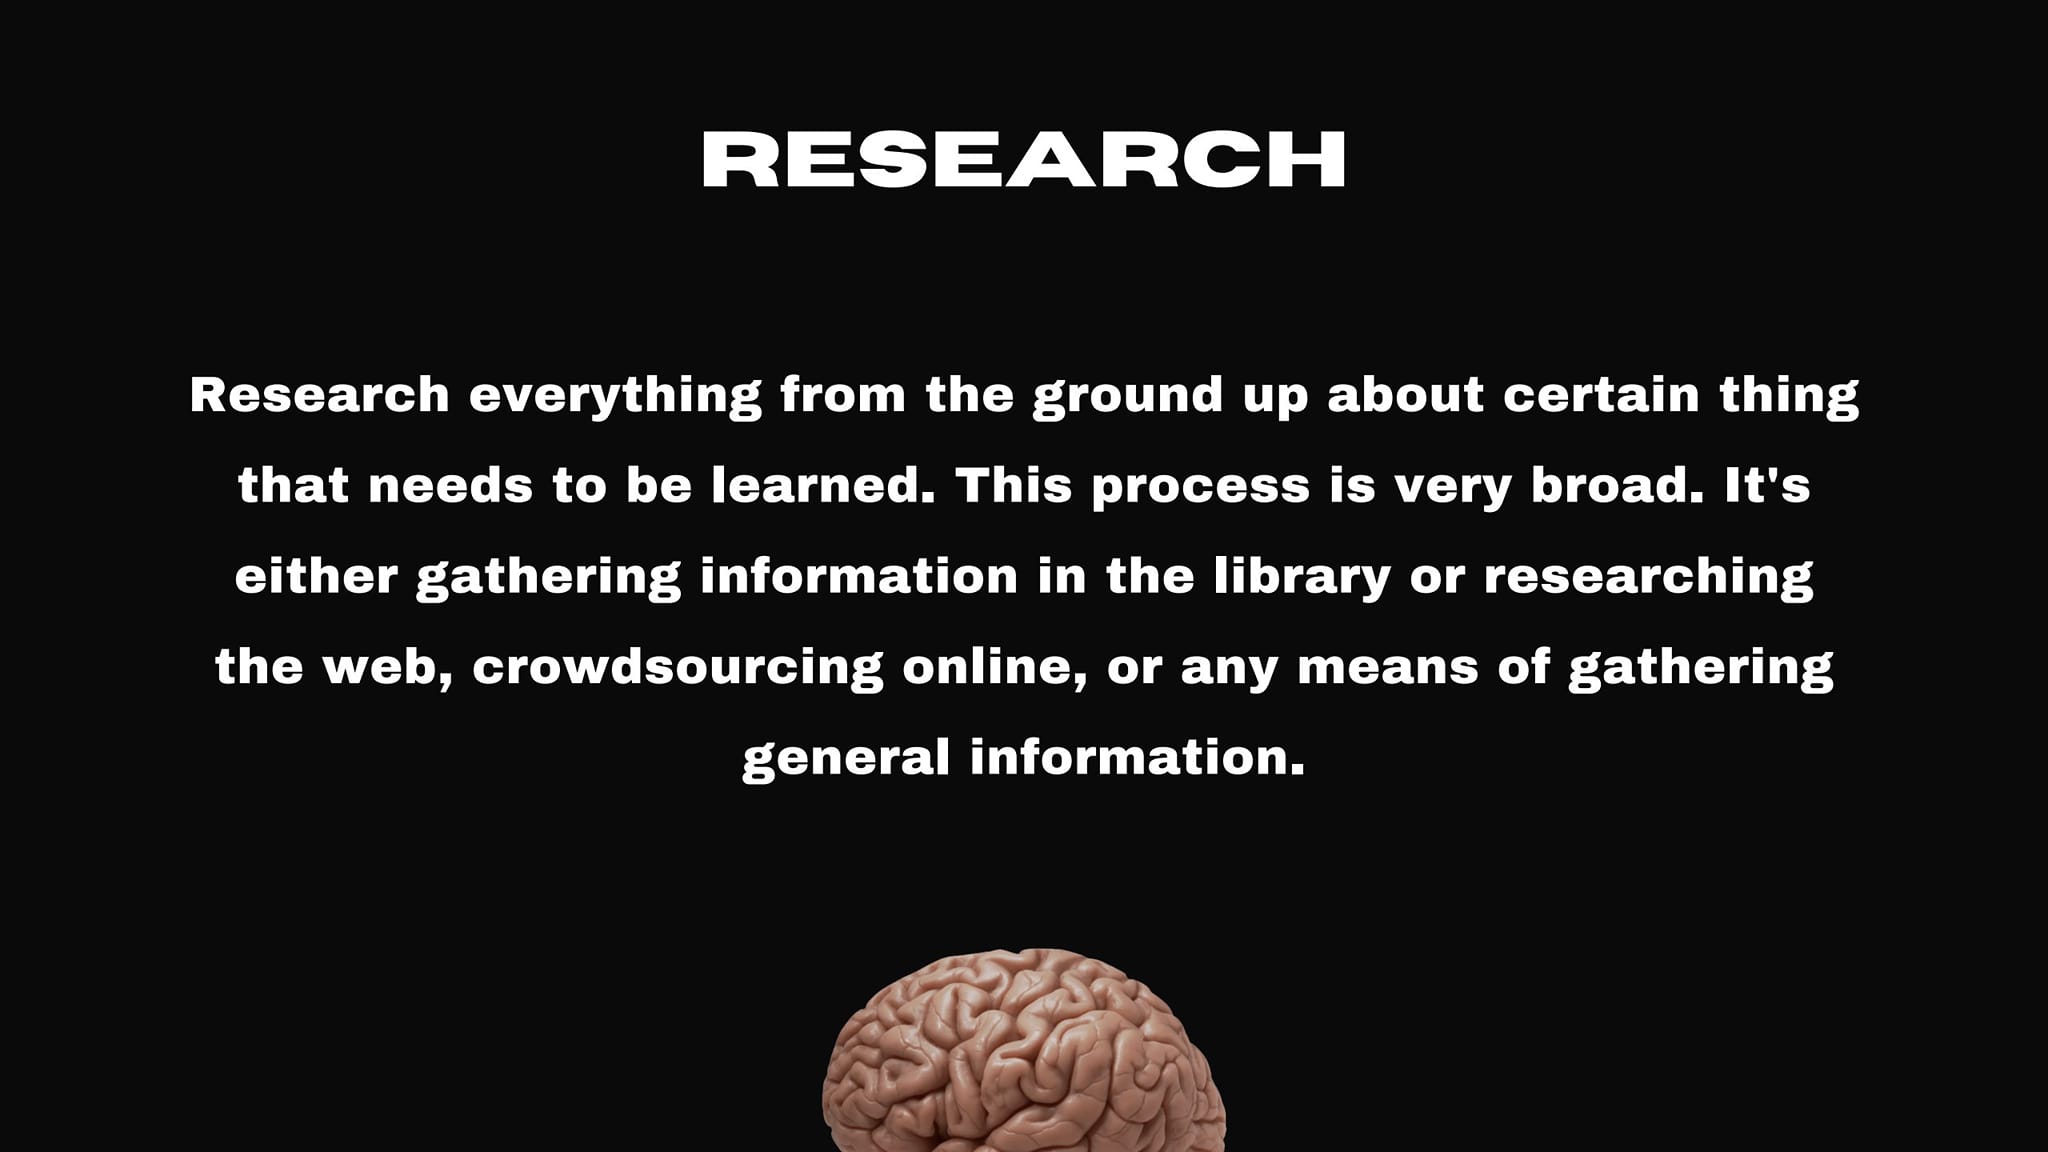 RESEARCH
Research everything from the ground up about certain thing
that needs to be learned. This process is very broad. It's
either gathering information in the library or researching
the web, crowdsourcing online, or any means of gathering
general information.